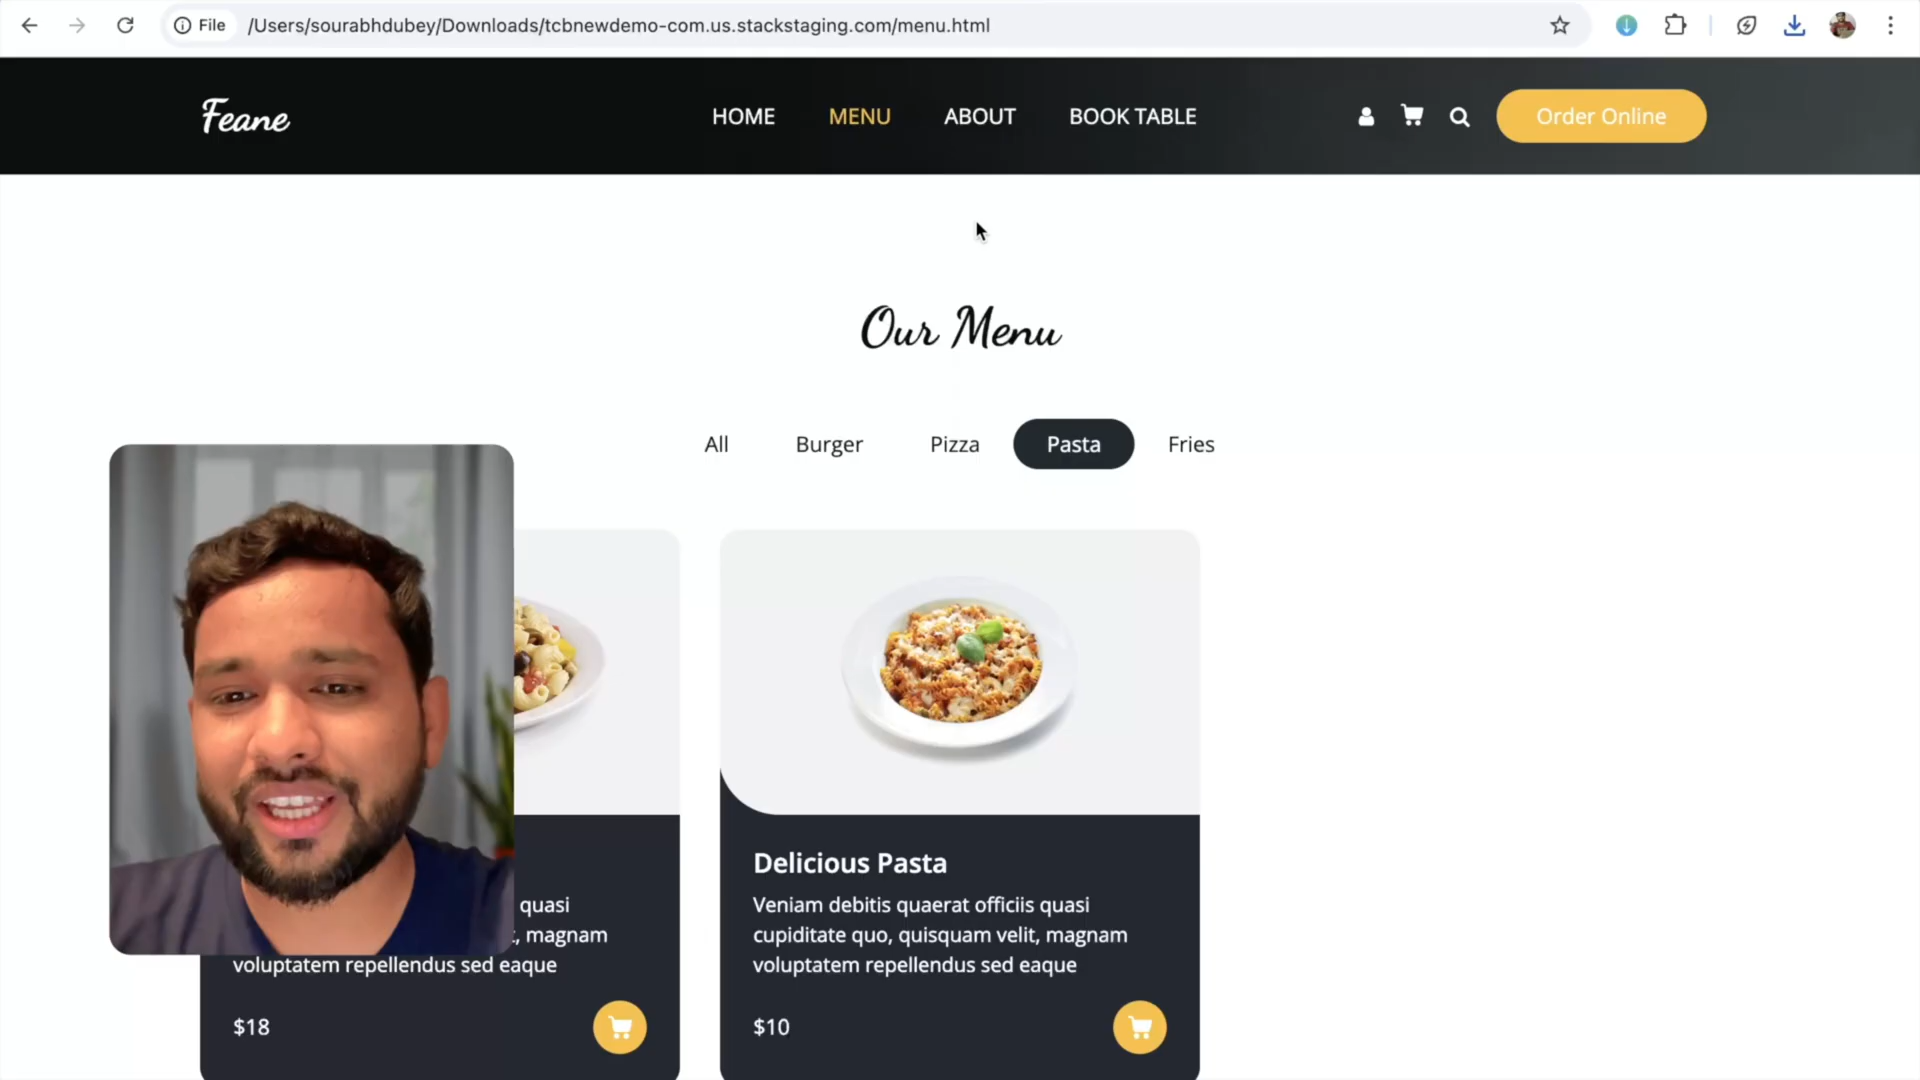 File /Users/sourabhdubey/Downloads/tcbnewdemo-com.us.stackstaging.com/menu.html
Feane HOME MENU ABOUT BOOK TABLE Order Online
Our Menu
All Burger Pizza Pasta Fries
quasi
magnam
voluptatem repellendus sed eaque
$18
Delicious Pasta
Veniam debitis quaerat officiis quasi
cupiditate quo, quisquam velit, magnam
voluptatem repellendus sed eaque
$10